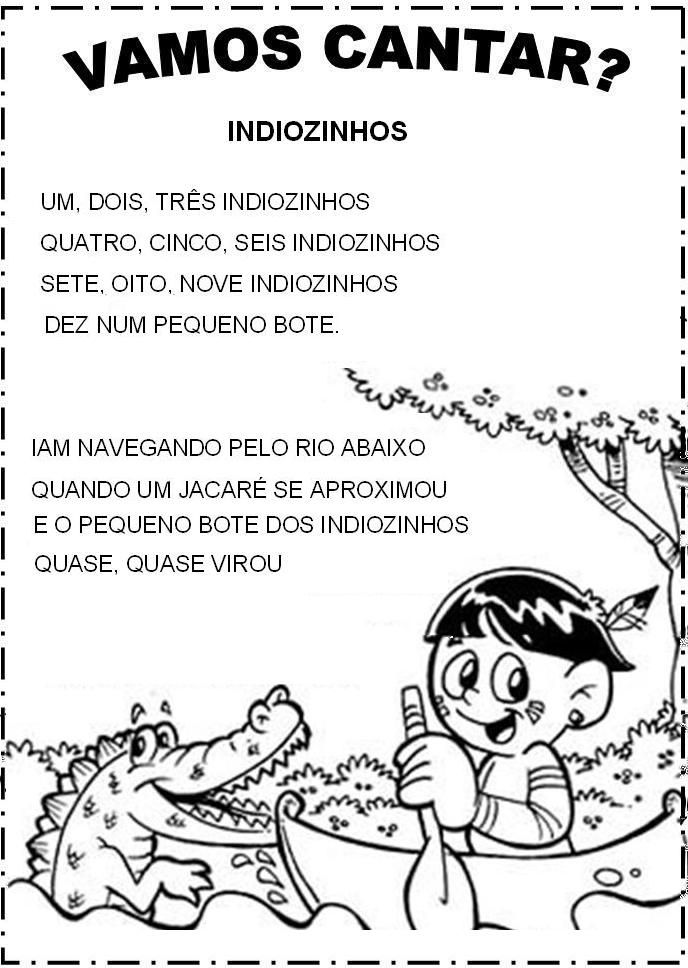 VAMOS CANTAR?
INDIOZINHOS
UM, DOIS, TRÊS INDIOZINHOS
QUATRO, CINCO, SEIS INDIOZINHOS
SETE, OITO, NOVE INDIOZINHOS
DEZ NUM PEQUENO BOTE.
IAM NAVEGANDO PELO RIO ABAIXO
QUANDO UM JACARÉ SE APROXIMOU
E O PEQUENO BOTE DOS INDIOZINHOS
QUASE, QUASE VIROU